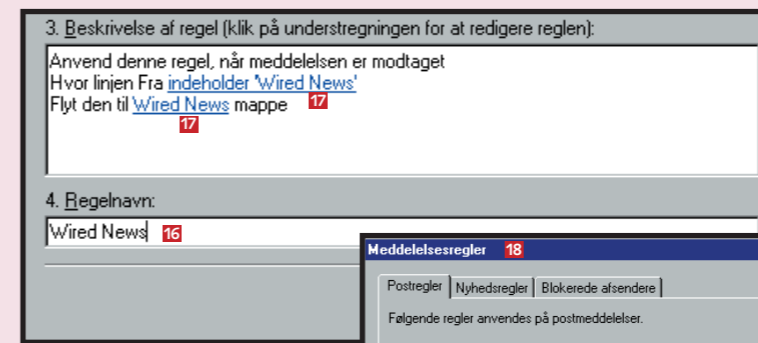 3. Beskrivelse af regel (klik på understregningen for at redigere reglen):
Anvend denne regel, når meddelelsen er modtaget
Hvor linjen Fra indeholder 'Wired News'
Flyt den til Wired News mappe 17
17
4. Regelnavn:
Wired News 16
Meddelelsesregler 18
Postregler Nyhedsregler Blokerede afsendere
Følgende regler anvendes på postmeddelelser.